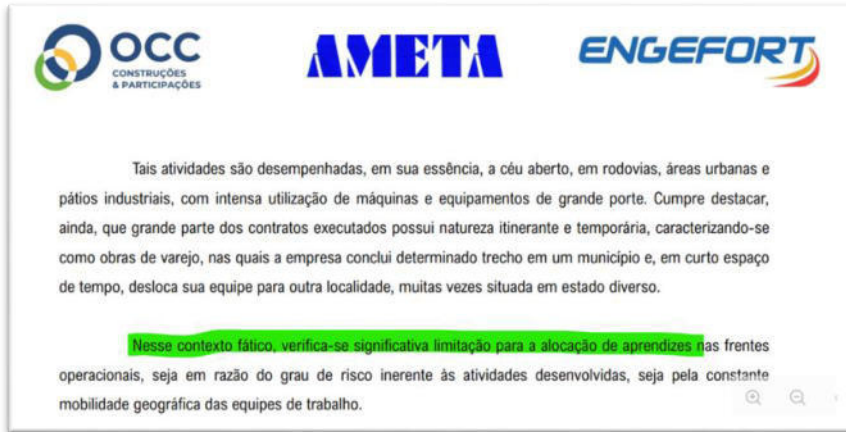 OCC
CONSTRUÇÕES
& PARTICIPAÇÕES
AMETA
ENGEFORT
Tais atividades são desempenhadas, em sua essência, a céu aberto, em rodovias, áreas urbanas e
pátios industriais, com intensa utilização de máquinas e equipamentos de grande porte. Cumpre destacar,
ainda, que grande parte dos contratos executados possui natureza itinerante e temporária, caracterizando-se
como obras de varejo, nas quais a empresa conclui determinado trecho em um município e, em curto espaço
de tempo, desloca sua equipe para outra localidade, muitas vezes situada em estado diverso.
Nesse contexto fático, verifica-se significativa limitação para a alocação de aprendizes nas frentes
operacionais, seja em razão do grau de risco inerente às atividades desenvolvidas, seja pela constante
mobilidade geográfica das equipes de trabalho.